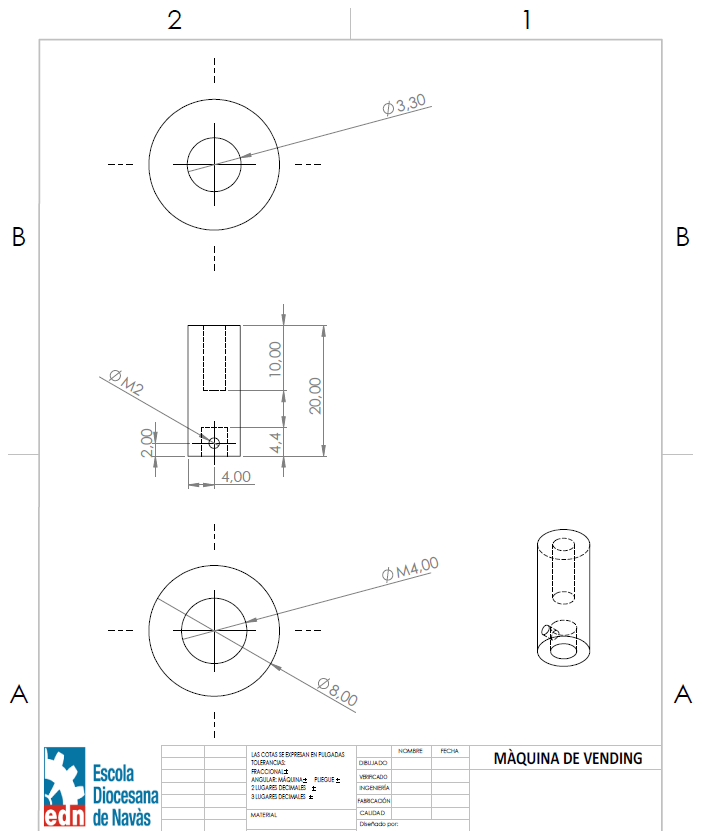 2 1
Ø3,30
B B
10,00
20,00
ØM2
2,00
4,4
4,00
ØM4,00
Ø8,00
A A
edn
Escola
Diocesana
de Navàs
LAS COTAS SE EXPRESAN EN PULGADAS
TOLERANCIAS:
FRACCIONAL±
ANGULAR: MÁQUINA± PLIEGUE ±
2 LUGARES DECIMALES ±
3 LUGARES DECIMALES ±
MATERIAL
NOMBRE FECHA
DIBUJADO
VERIFICADO
INGENIERÍA
FABRICACIÓN
CALIDAD
Diseñado por:
MÀQUINA DE VENDING